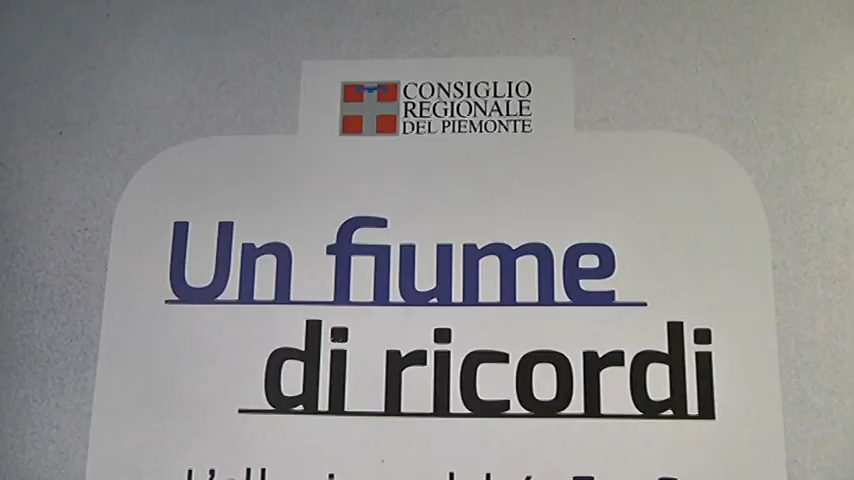 CONSIGLIO
REGIONALE
DEL PIEMONTE
Un fiume
di ricordi